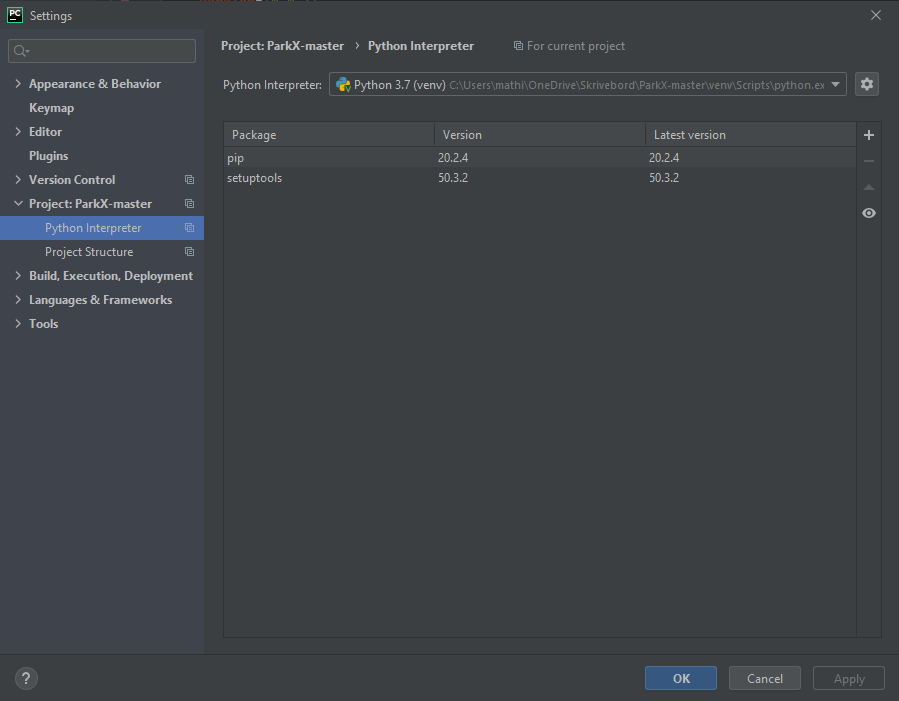 PC Settings
Project: ParkX-master › Python Interpreter For current project
Appearance & Behavior
Keymap
Editor
Plugins
Version Control
Project: ParkX-master
Python Interpreter
Project Structure
Build, Execution, Deployment
Languages & Frameworks
Tools
Python Interpreter: Python 3.7 (venv) C:\Users\mathi\OneDrive\Skrivebord\ParkX-master\venv\Scripts\python.ex
Package Version Latest version
pip 20.2.4 20.2.4
setuptools 50.3.2 50.3.2
? OK Cancel Apply